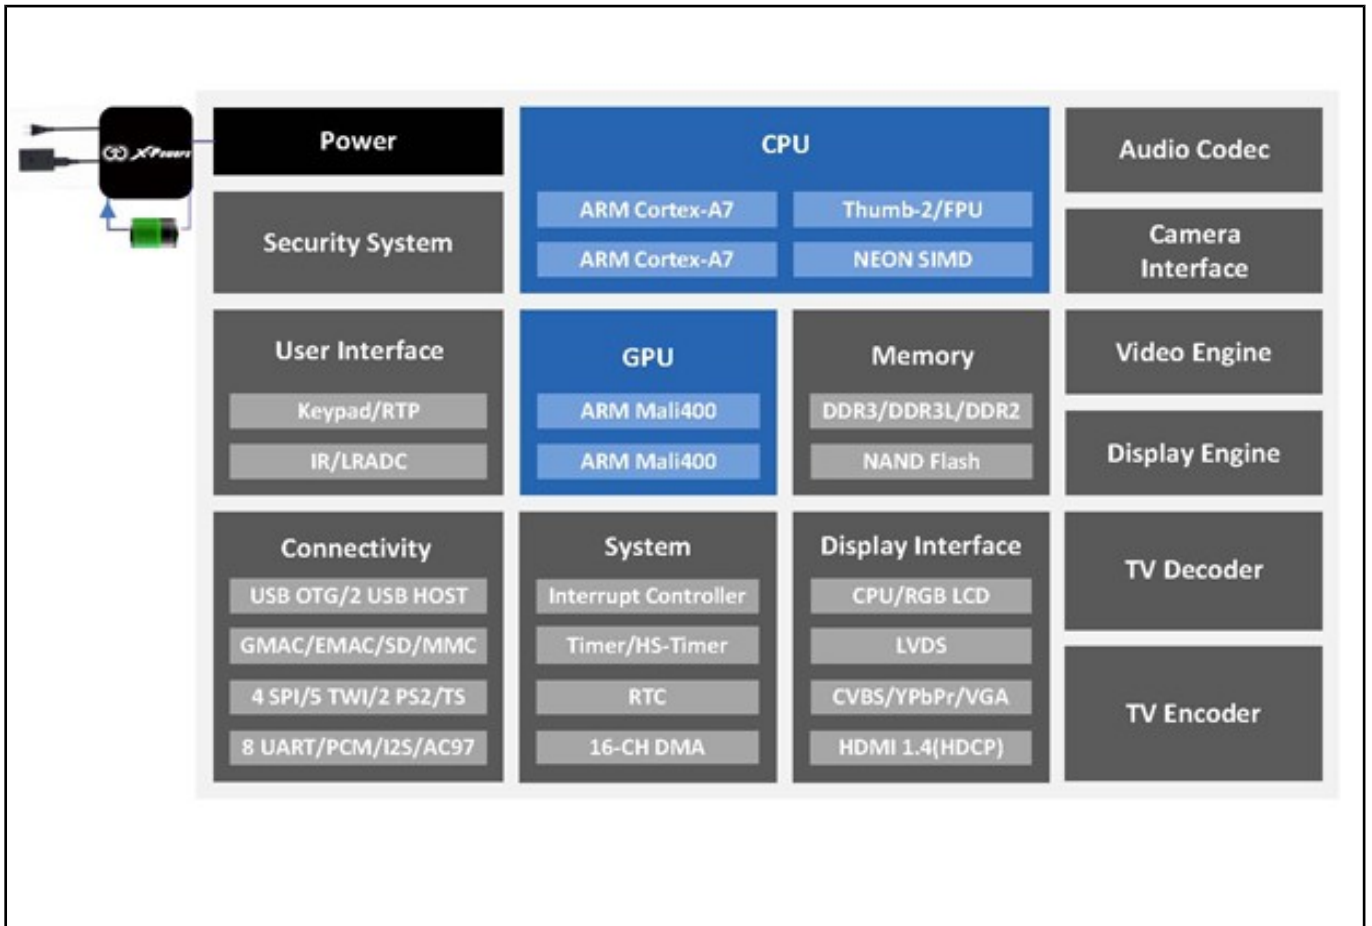 X-Powers
Power
Security System
CPU
ARM Cortex-A7
Thumb-2/FPU
ARM Cortex-A7
NEON SIMD
Audio Codec
Camera
Interface
User Interface
Keypad/RTP
IR/LRADC
GPU
ARM Mali400
ARM Mali400
Memory
DDR3/DDR3L/DDR2
NAND Flash
Video Engine
Display Engine
Connectivity
USB OTG/2 USB HOST
GMAC/EMAC/SD/MMC
4 SPI/5 TWI/2 PS2/TS
8 UART/PCM/I2S/AC97
System
Interrupt Controller
Timer/HS-Timer
RTC
16-CH DMA
Display Interface
CPU/RGB LCD
LVDS
CVBS/YPbPr/VGA
HDMI 1.4(HDCP)
TV Decoder
TV Encoder